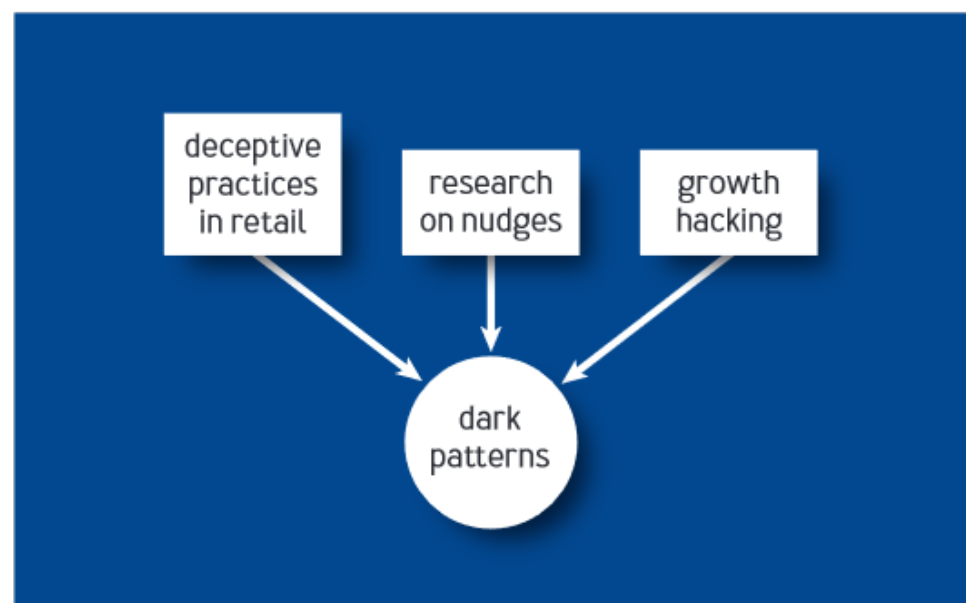 deceptive
practices
in retail
research
on nudges
growth
hacking
dark
patterns